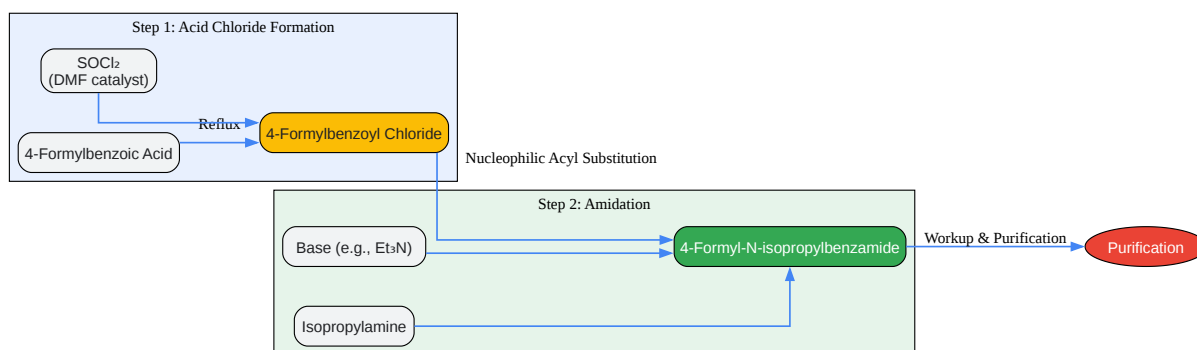 Step 1: Acid Chloride Formation
SOCl₂
(DMF catalyst)
Reflux
4-Formylbenzoyl Chloride
4-Formylbenzoic Acid
Nucleophilic Acyl Substitution
Step 2: Amidation
Base (e.g., Et₃N)
4-Formyl-N-isopropylbenzamide
Workup & Purification
Purification
Isopropylamine